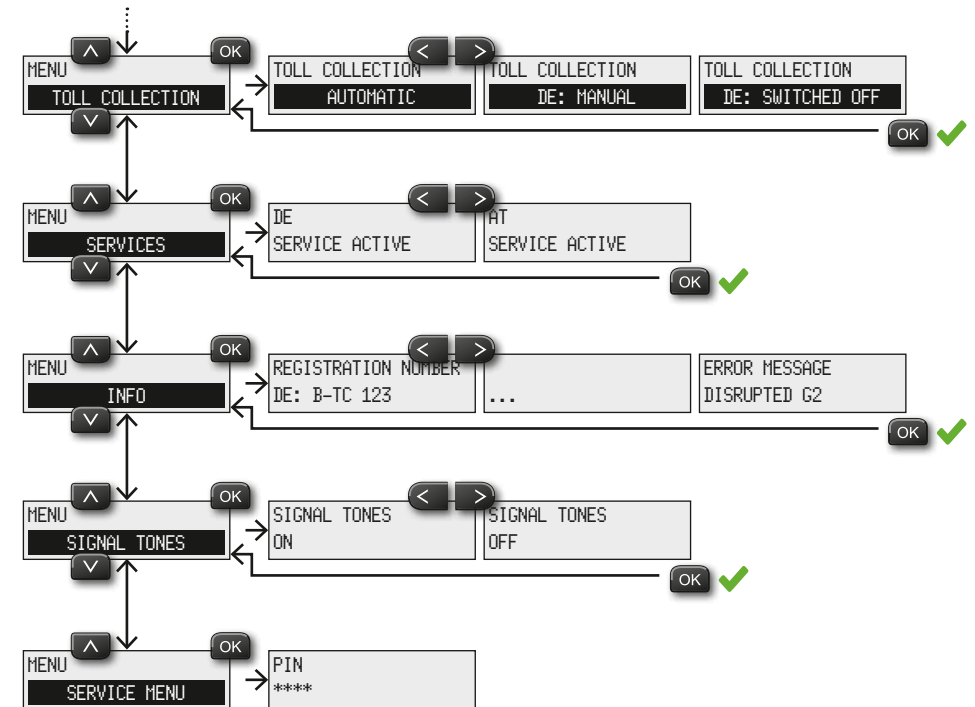 OK
MENU
TOLL COLLECTION
TOLL COLLECTION
AUTOMATIC
TOLL COLLECTION
DE: MANUAL
TOLL COLLECTION
DE: SWITCHED OFF
OK
OK
MENU
SERVICES
DE
SERVICE ACTIVE
AT
SERVICE ACTIVE
OK
OK
MENU
INFO
REGISTRATION NUMBER
DE: B-TC 123
...
ERROR MESSAGE
DISRUPTED G2
OK
OK
MENU
SIGNAL TONES
SIGNAL TONES
ON
SIGNAL TONES
OFF
OK
OK
MENU
SERVICE MENU
PIN
****